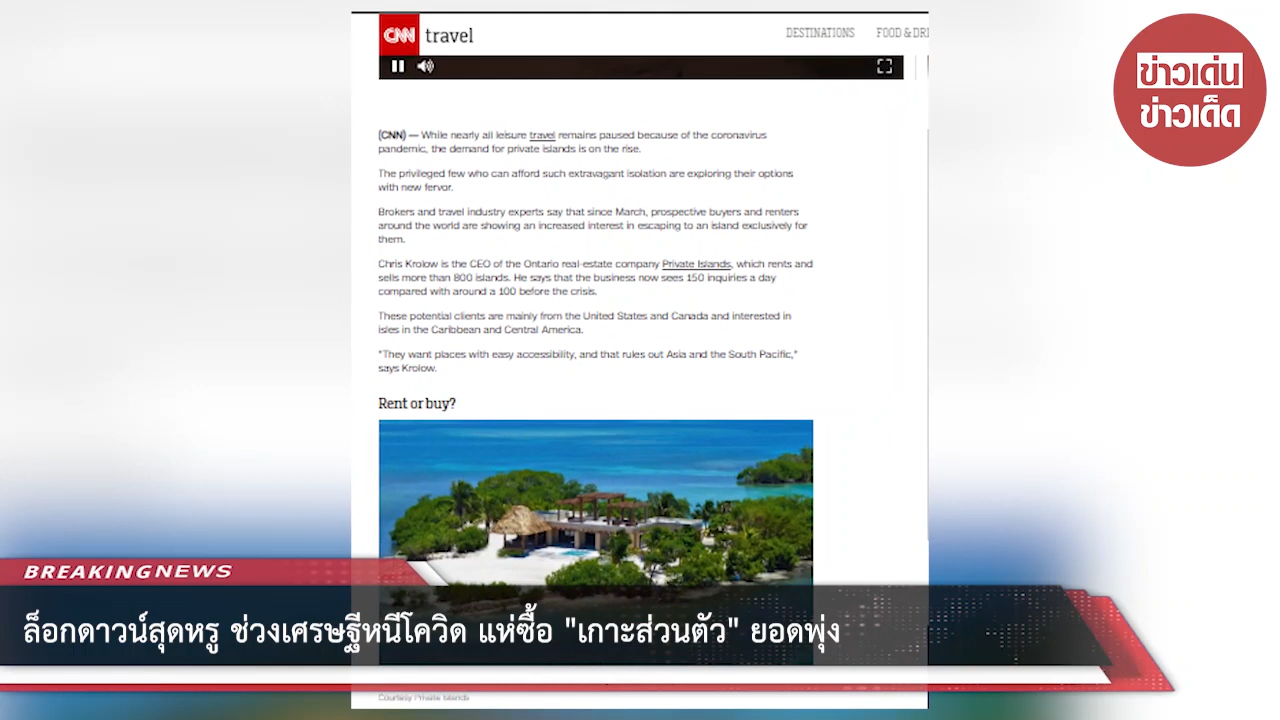 CNN travel
DESTINATIONS FOOD & DRI
ข่าวเด่น
ข่าวเด็ด
(CNN) — While nearly all leisure travel remains paused because of the coronavirus
pandemic, the demand for private islands is on the rise.
The privileged few who can afford such extravagant isolation are exploring their options
with new fervor.
Brokers and travel industry experts say that since March, prospective buyers and renters
around the world are showing an increased interest in escaping to an island exclusively for
them.
Chris Krolow is the CEO of the Ontario real-estate company Private Islands, which rents and
sells more than 800 islands. He says that the business now sees 150 inquiries a day
compared with around a 100 before the crisis.
These potential clients are mainly from the United States and Canada and interested in
isles in the Caribbean and Central America.
"They want places with easy accessibility, and that rules out Asia and the South Pacific,"
says Krolow.
Rent or buy?
BREAKING NEWS
ล็อกดาวน์สุดหรู ช่วงเศรษฐีหนีโควิด แห่ซื้อ "เกาะส่วนตัว" ยอดพุ่ง
Courtesy Private Islands